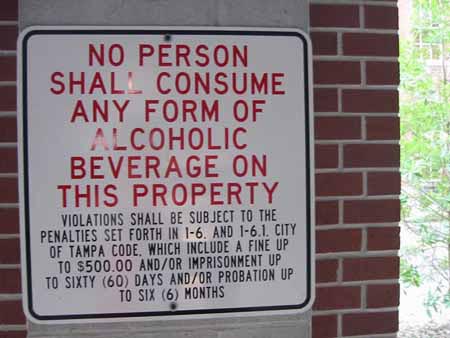 NO PERSON
SHALL CONSUME
ANY FORM OF
ALCOHOLIC
BEVERAGE ON
THIS PROPERTY
VIOLATIONS SHALL BE SUBJECT TO THE
PENALTIES SET FORTH IN 1-6. AND 1-6.1. CITY
OF TAMPA CODE, WHICH INCLUDE A FINE UP
TO $500.00 AND/OR IMPRISONMENT UP
TO SIXTY (60) DAYS AND/OR PROBATION UP
TO SIX (6) MONTHS